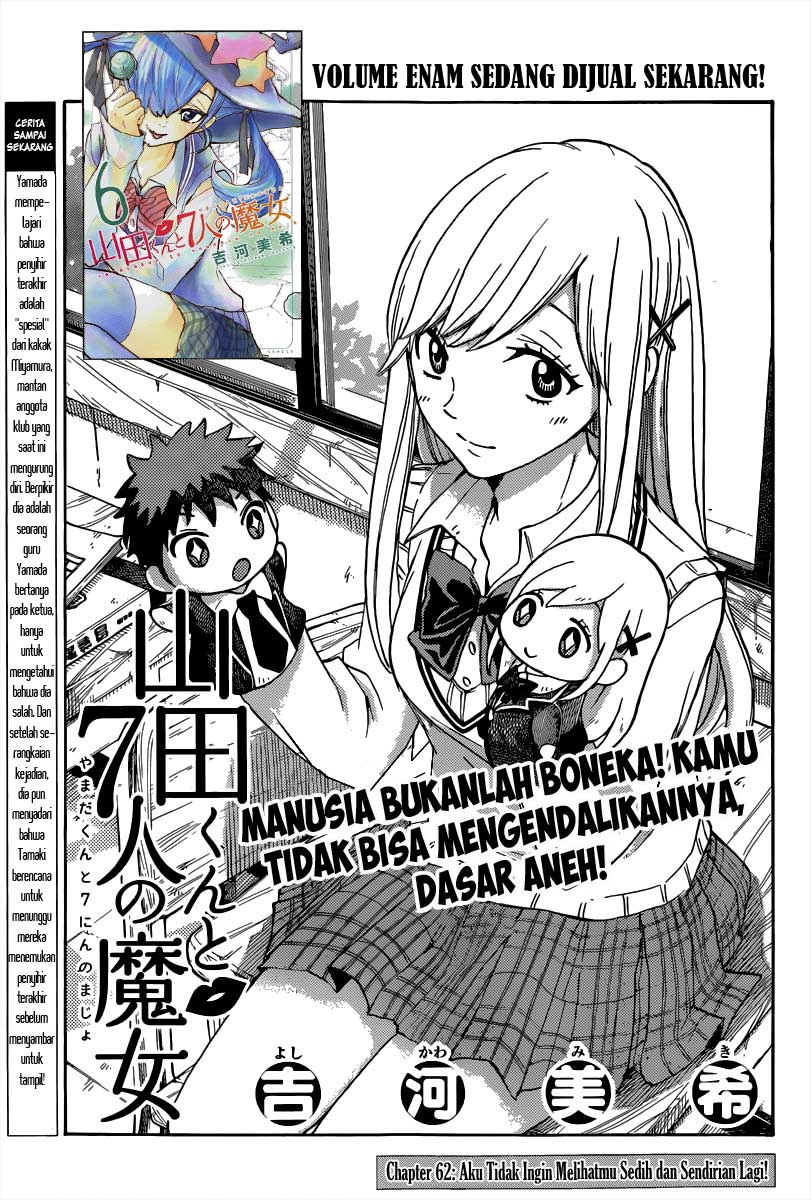 VOLUME ENAM SEDANG DIJUAL SEKARANG!
CERITA
SAMPAI
SEKARANG
Yamada
mempe-
lajari
bahwa
penyihir
terakhir
adalah
"spesial"
dari kakak
Miyamura,
mantan
anggota
klub yang
saat ini
mengurung
diri. Berpikir
dia adalah
seorang
guru
Yamada
bertanya
pada ketua,
hanya
untuk
mengetahui
bahwa dia
salah. Dan
setelah se-
rangkaian
kejadian,
dia pun
menyadari
bahwa
Tamaki
berencana
untuk
menunggu
mereka
menemukan
penyihir
terakhir
sebelum
menyambar
untuk
tampil!
6
山田くんと7人の魔女
吉河美希
山田くんと
7人の魔女
やまだくんと7にんのまじょ
MANUSIA BUKANLAH BONEKA! KAMU
TIDAK BISA MENGENDALIKANNYA,
DASAR ANEH!
よし かわ み き
吉 河 美 希
Chapter 62: Aku Tidak Ingin Melihatmu Sedih dan Sendirian Lagi!